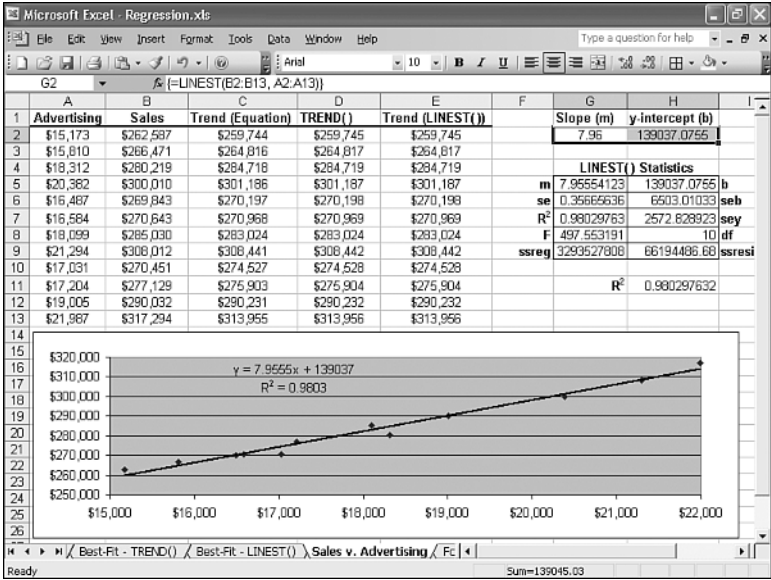 Microsoft Excel - Regression.xls
File Edit View Insert Format Tools Data Window Help Type a question for help
Arial 10 B I U
G2 fx {=LINEST(B2:B13, A2:A13)}
A B C D E F G H I
1 Advertising Sales Trend (Equation) TREND() Trend (LINEST()) Slope (m) y-intercept (b)
2 $15,173 $262,587 $259,744 $259,745 $259,745 7.96 139037.0755
3 $15,810 $266,471 $264,816 $264,817 $264,817
4 $18,312 $280,219 $284,718 $284,719 $284,719 LINEST() Statistics
5 $20,382 $300,010 $301,186 $301,187 $301,187 m 7.95554123 139037.0755 b
6 $16,487 $269,843 $270,197 $270,198 $270,198 se 0.35665636 6503.01033 seb
7 $16,584 $270,643 $270,968 $270,969 $270,969 R² 0.98029763 2572.828923 sey
8 $18,099 $285,030 $283,024 $283,024 $283,024 F 497.553191 10 df
9 $21,294 $308,012 $308,441 $308,442 $308,442 ssreg 3293527808 66194486.68 ssresi
10 $17,031 $270,451 $274,527 $274,528 $274,528
11 $17,204 $277,129 $275,903 $275,904 $275,904 R² 0.980297632
12 $19,005 $290,032 $290,231 $290,232 $290,232
13 $21,987 $317,294 $313,955 $313,956 $313,956
14
15
16
17
18
19
20
21
22
23
24
25
26
$320,000
$310,000
$300,000
$290,000
$280,000
$270,000
$260,000
$250,000
y = 7.9555x + 139037
R² = 0.9803
$15,000 $16,000 $17,000 $18,000 $19,000 $20,000 $21,000 $22,000
Best-Fit - TREND() Best-Fit - LINEST() Sales v. Advertising Fc
Ready Sum=139045.03